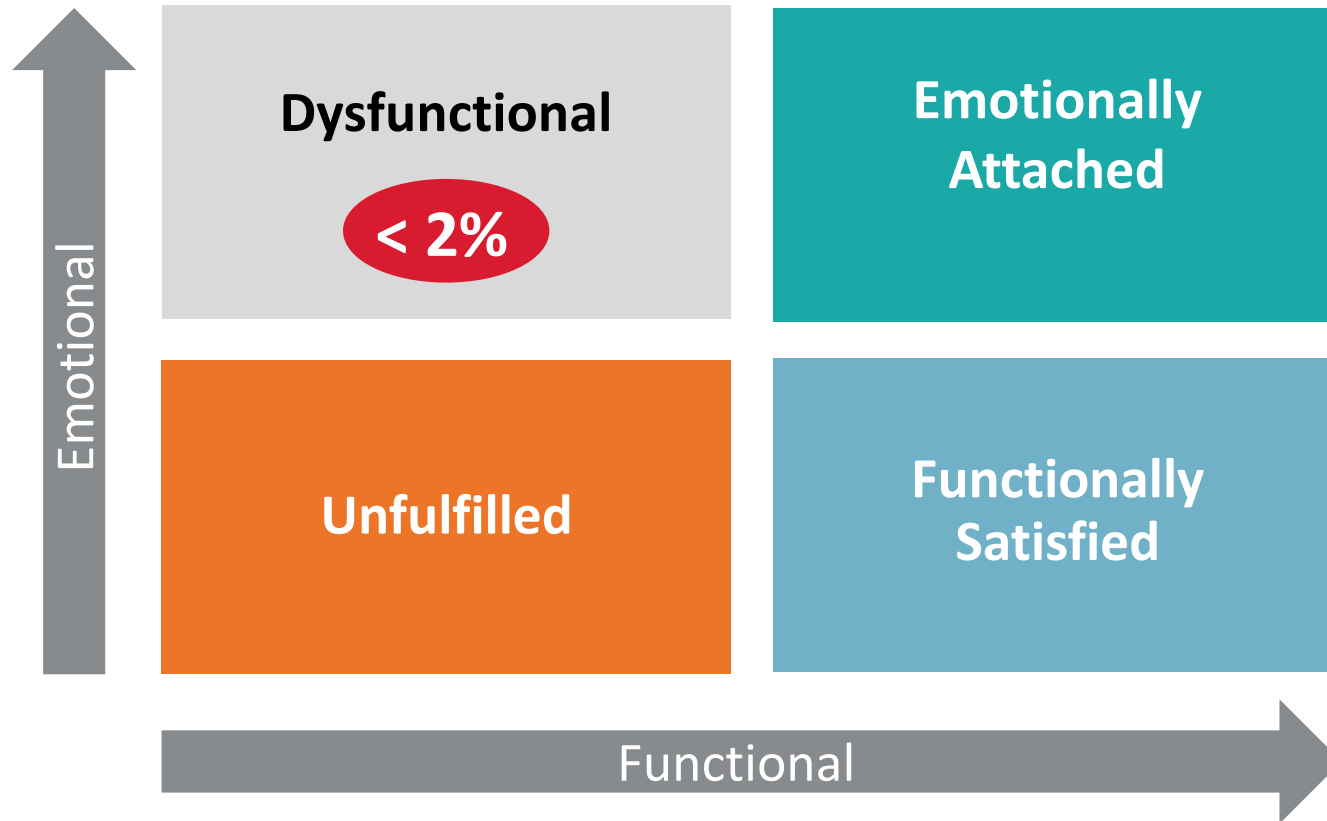 Dysfunctional
< 2%
Emotionally
Attached
Emotional
Unfulfilled
Functionally
Satisfied
Functional